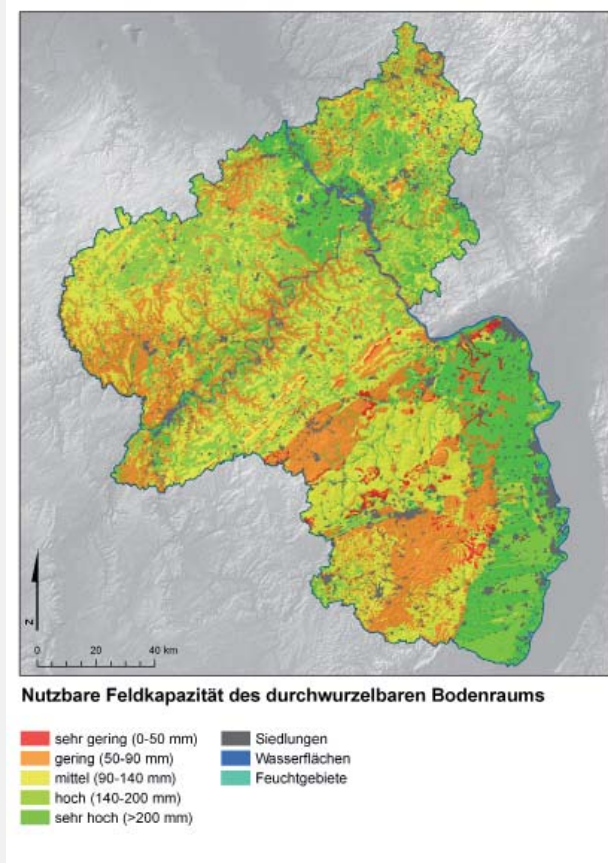 N
0 20 40 km
Nutzbare Feldkapazität des durchwurzelbaren Bodenraums
sehr gering (0-50 mm)
gering (50-90 mm)
mittel (90-140 mm)
hoch (140-200 mm)
sehr hoch (>200 mm)
Siedlungen
Wasserflächen
Feuchtgebiete